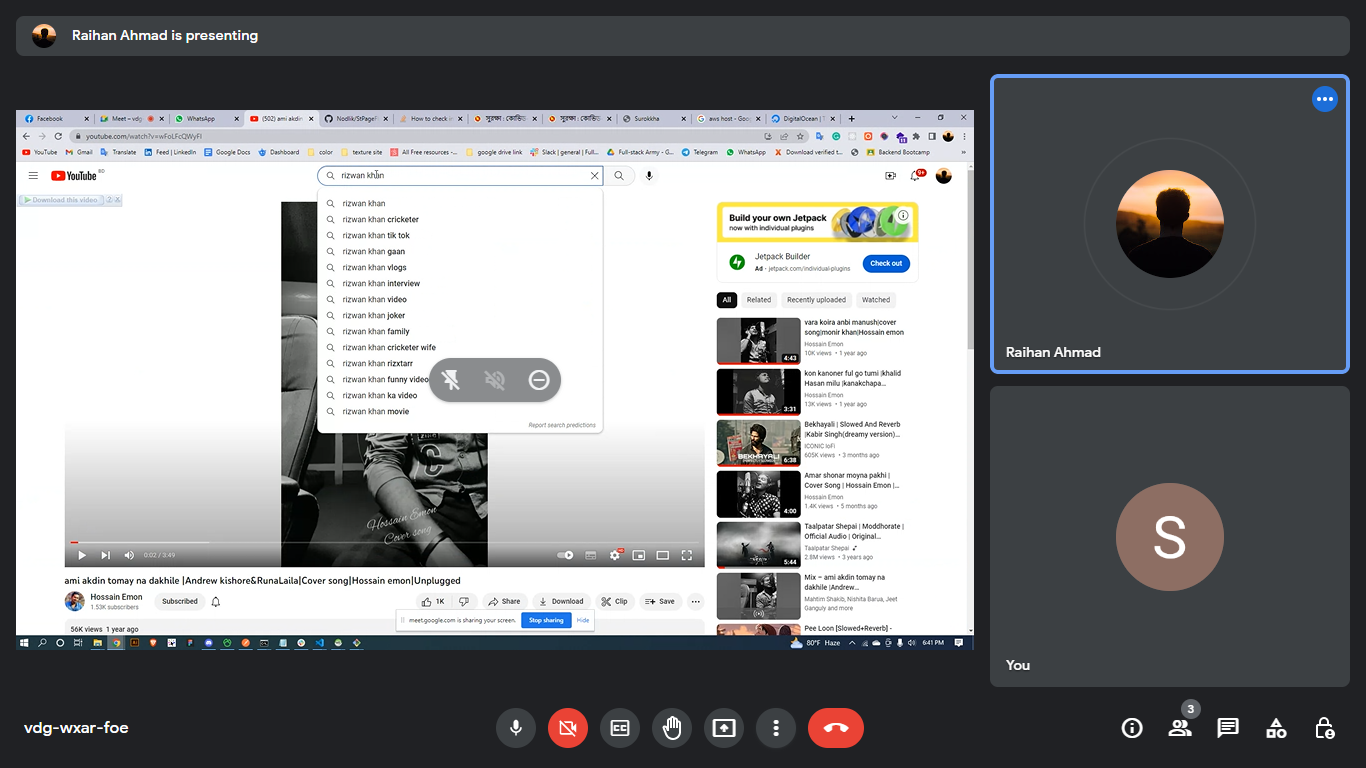 Raihan Ahmad is presenting
Facebook
Meet – vdg
WhatsApp
(502) ami akdin
Nodlik/StPageF
How to check in
সুরক্ষা : কোভিড
সুরক্ষা : কোভিড
Surokkha
aws host - Goo
DigitalOcean | T
youtube.com/watch?v=wFoLFcQWyFI
YouTube
Gmail
Translate
Feed | LinkedIn
Google Docs
Dashboard
color
texture site
All Free resources -...
google drive link
Slack | general | Full...
Full-stack Army - G...
Telegram
WhatsApp
Download verified t...
Backend Bootcamp
»
YouTube BD
rizwan khan
9+
Download this video
? X
rizwan khan
rizwan khan cricketer
rizwan khan tik tok
rizwan khan gaan
rizwan khan vlogs
rizwan khan interview
rizwan khan video
rizwan khan joker
rizwan khan family
rizwan khan cricketer wife
rizwan khan rizxtarr
rizwan khan funny video
rizwan khan ka video
rizwan khan movie
Report search predictions
Hossain Emon
Cover song
0:02 / 3:49
ami akdin tomay na dakhile |Andrew kishore&RunaLaila|Cover song|Hossain emon|Unplugged
Hossain Emon
1.53K subscribers
Subscribed
1K
Share
Download
Clip
Save
56K views 1 year ago
meet.google.com is sharing your screen.
Stop sharing
Hide
Build your own Jetpack
now with individual plugins
Jetpack Builder
Ad · jetpack.com/individual-plugins
Check out
All
Related
Recently uploaded
Watched
vara koira anbi manush|cover
song|monir khan|Hossain emon
Hossain Emon
10K views • 1 year ago
4:43
kon kanoner ful go tumi |khalid
Hasan milu |kanakchapa...
Hossain Emon
13K views • 1 year ago
3:31
Bekhayali | Slowed And Reverb
|Kabir Singh(dreamy version)...
ICONIC loFi
605K views • 3 months ago
BEKHAYALI
6:38
Amar shonar moyna pakhi |
Cover Song | Hossain Emon |...
Hossain Emon
1.4K views • 5 months ago
4:00
Taalpatar Shepai | Moddhorate |
Official Audio | Original...
Taalpatar Shepai
2.8M views • 3 years ago
5:44
Mix – ami akdin tomay na
dakhile |Andrew...
Mahtim Shakib, Nishita Barua, Jeet
Ganguly and more
Pee Loon [Slowed+Reverb] -
80°F Haze
6:41 PM
Raihan Ahmad
S
You
vdg-wxar-foe
3